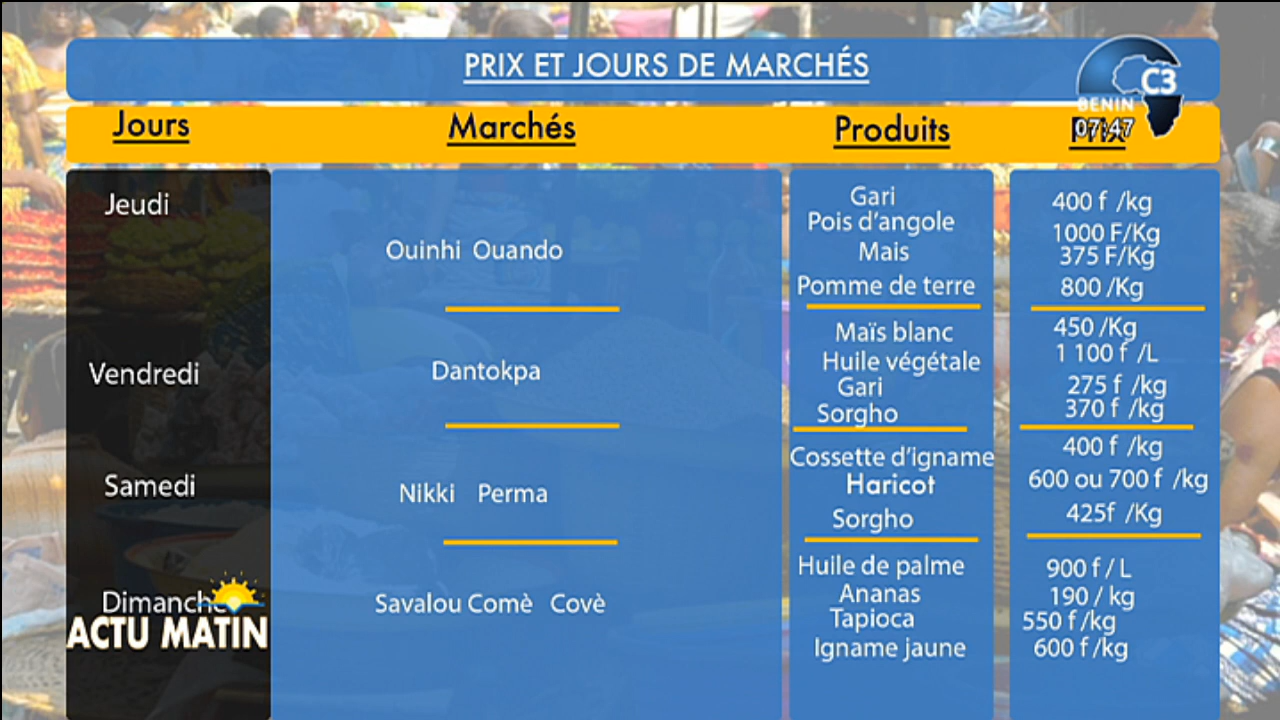 PRIX ET JOURS DE MARCHÉS
C3
BENIN
07:47
Jours Marchés Produits Prix
Jeudi
Ouinhi Ouando
Gari 400 f /kg
Pois d'angole 1000 F/Kg
Mais 375 F/Kg
Pomme de terre 800 /Kg
Vendredi
Dantokpa
Maïs blanc 450 /Kg
Huile végétale 1 100 f /L
Gari 275 f /kg
Sorgho 370 f /kg
Samedi
Nikki Perma
Cossette d'igname 400 f /kg
Haricot 600 ou 700 f /kg
Sorgho 425f /Kg
Dimanche
Savalou Comè Covè
Huile de palme 900 f / L
Ananas 190 / kg
Tapioca 550 f /kg
Igname jaune 600 f /kg
ACTU MATIN